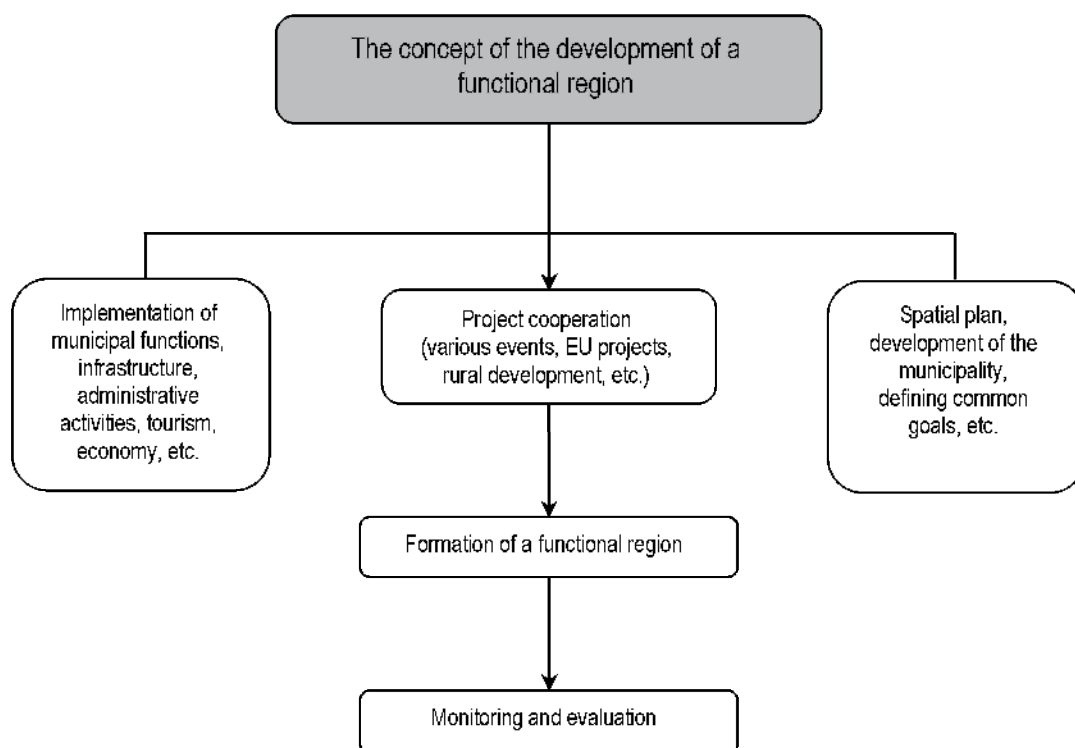 The concept of the development of a
functional region
Implementation of
municipal functions,
infrastructure,
administrative
activities, tourism,
economy, etc.
Project cooperation
(various events, EU projects,
rural development, etc.)
Spatial plan,
development of the
municipality,
defining common
goals, etc.
Formation of a functional region
Monitoring and evaluation